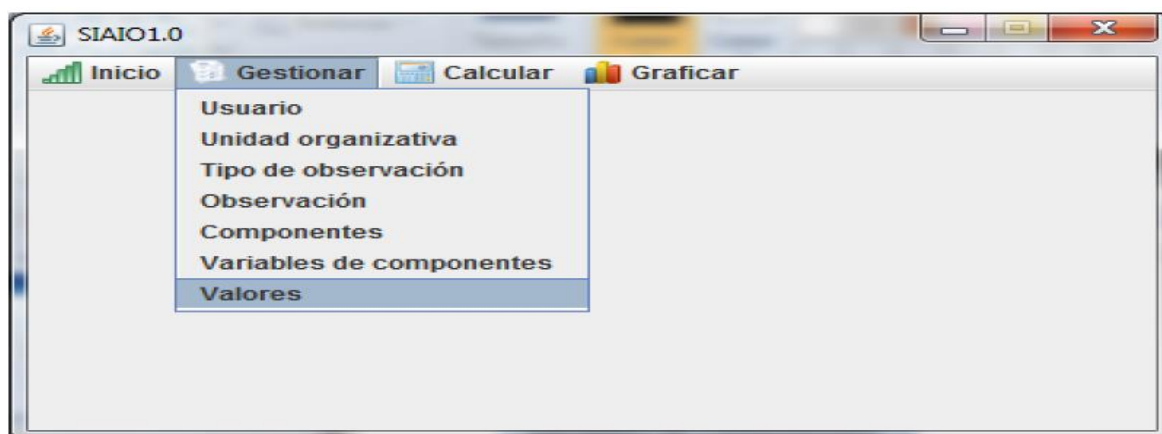 SIAIO1.0
Inicio Gestionar Calcular Graficar
Usuario
Unidad organizativa
Tipo de observación
Observación
Componentes
Variables de componentes
Valores